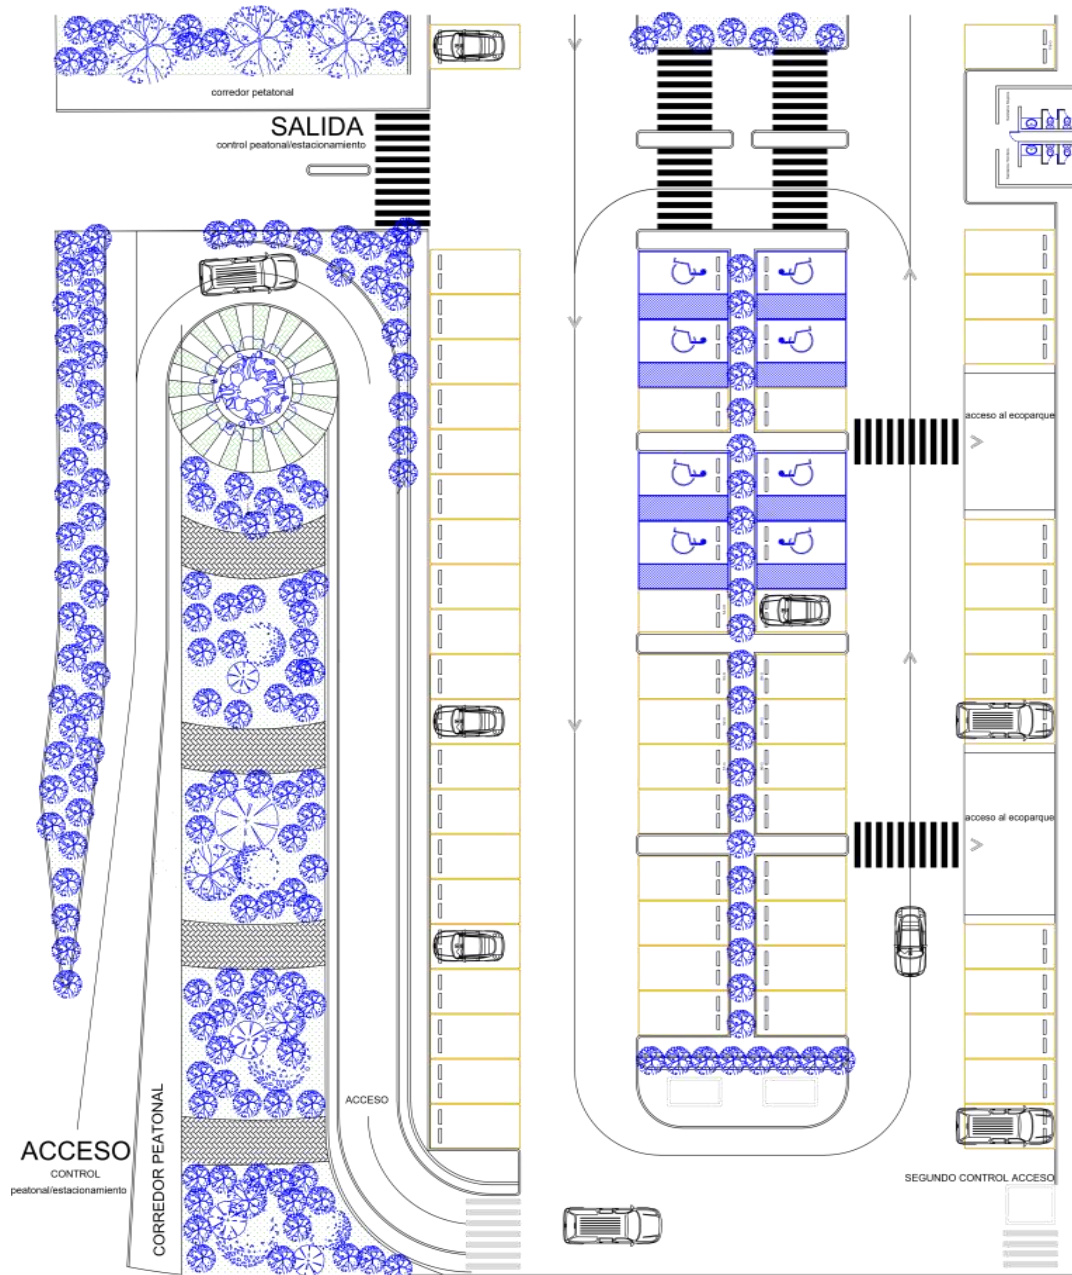 corredor petatonal
SALIDA
control peatonal/estacionamiento
acceso al ecoparque
acceso al ecoparque
ACCESO
CONTROL
peatonal/estacionamiento
CORREDOR PEATONAL
ACCESO
SEGUNDO CONTROL ACCESO